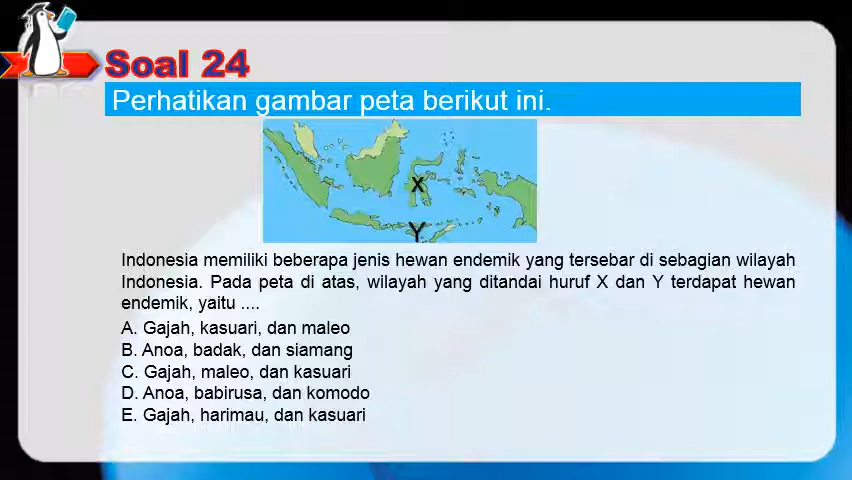 Soal 24
Perhatikan gambar peta berikut ini.
X
Y
Indonesia memiliki beberapa jenis hewan endemik yang tersebar di sebagian wilayah
Indonesia. Pada peta di atas, wilayah yang ditandai huruf X dan Y terdapat hewan
endemik, yaitu ....
A. Gajah, kasuari, dan maleo
B. Anoa, badak, dan siamang
C. Gajah, maleo, dan kasuari
D. Anoa, babirusa, dan komodo
E. Gajah, harimau, dan kasuari